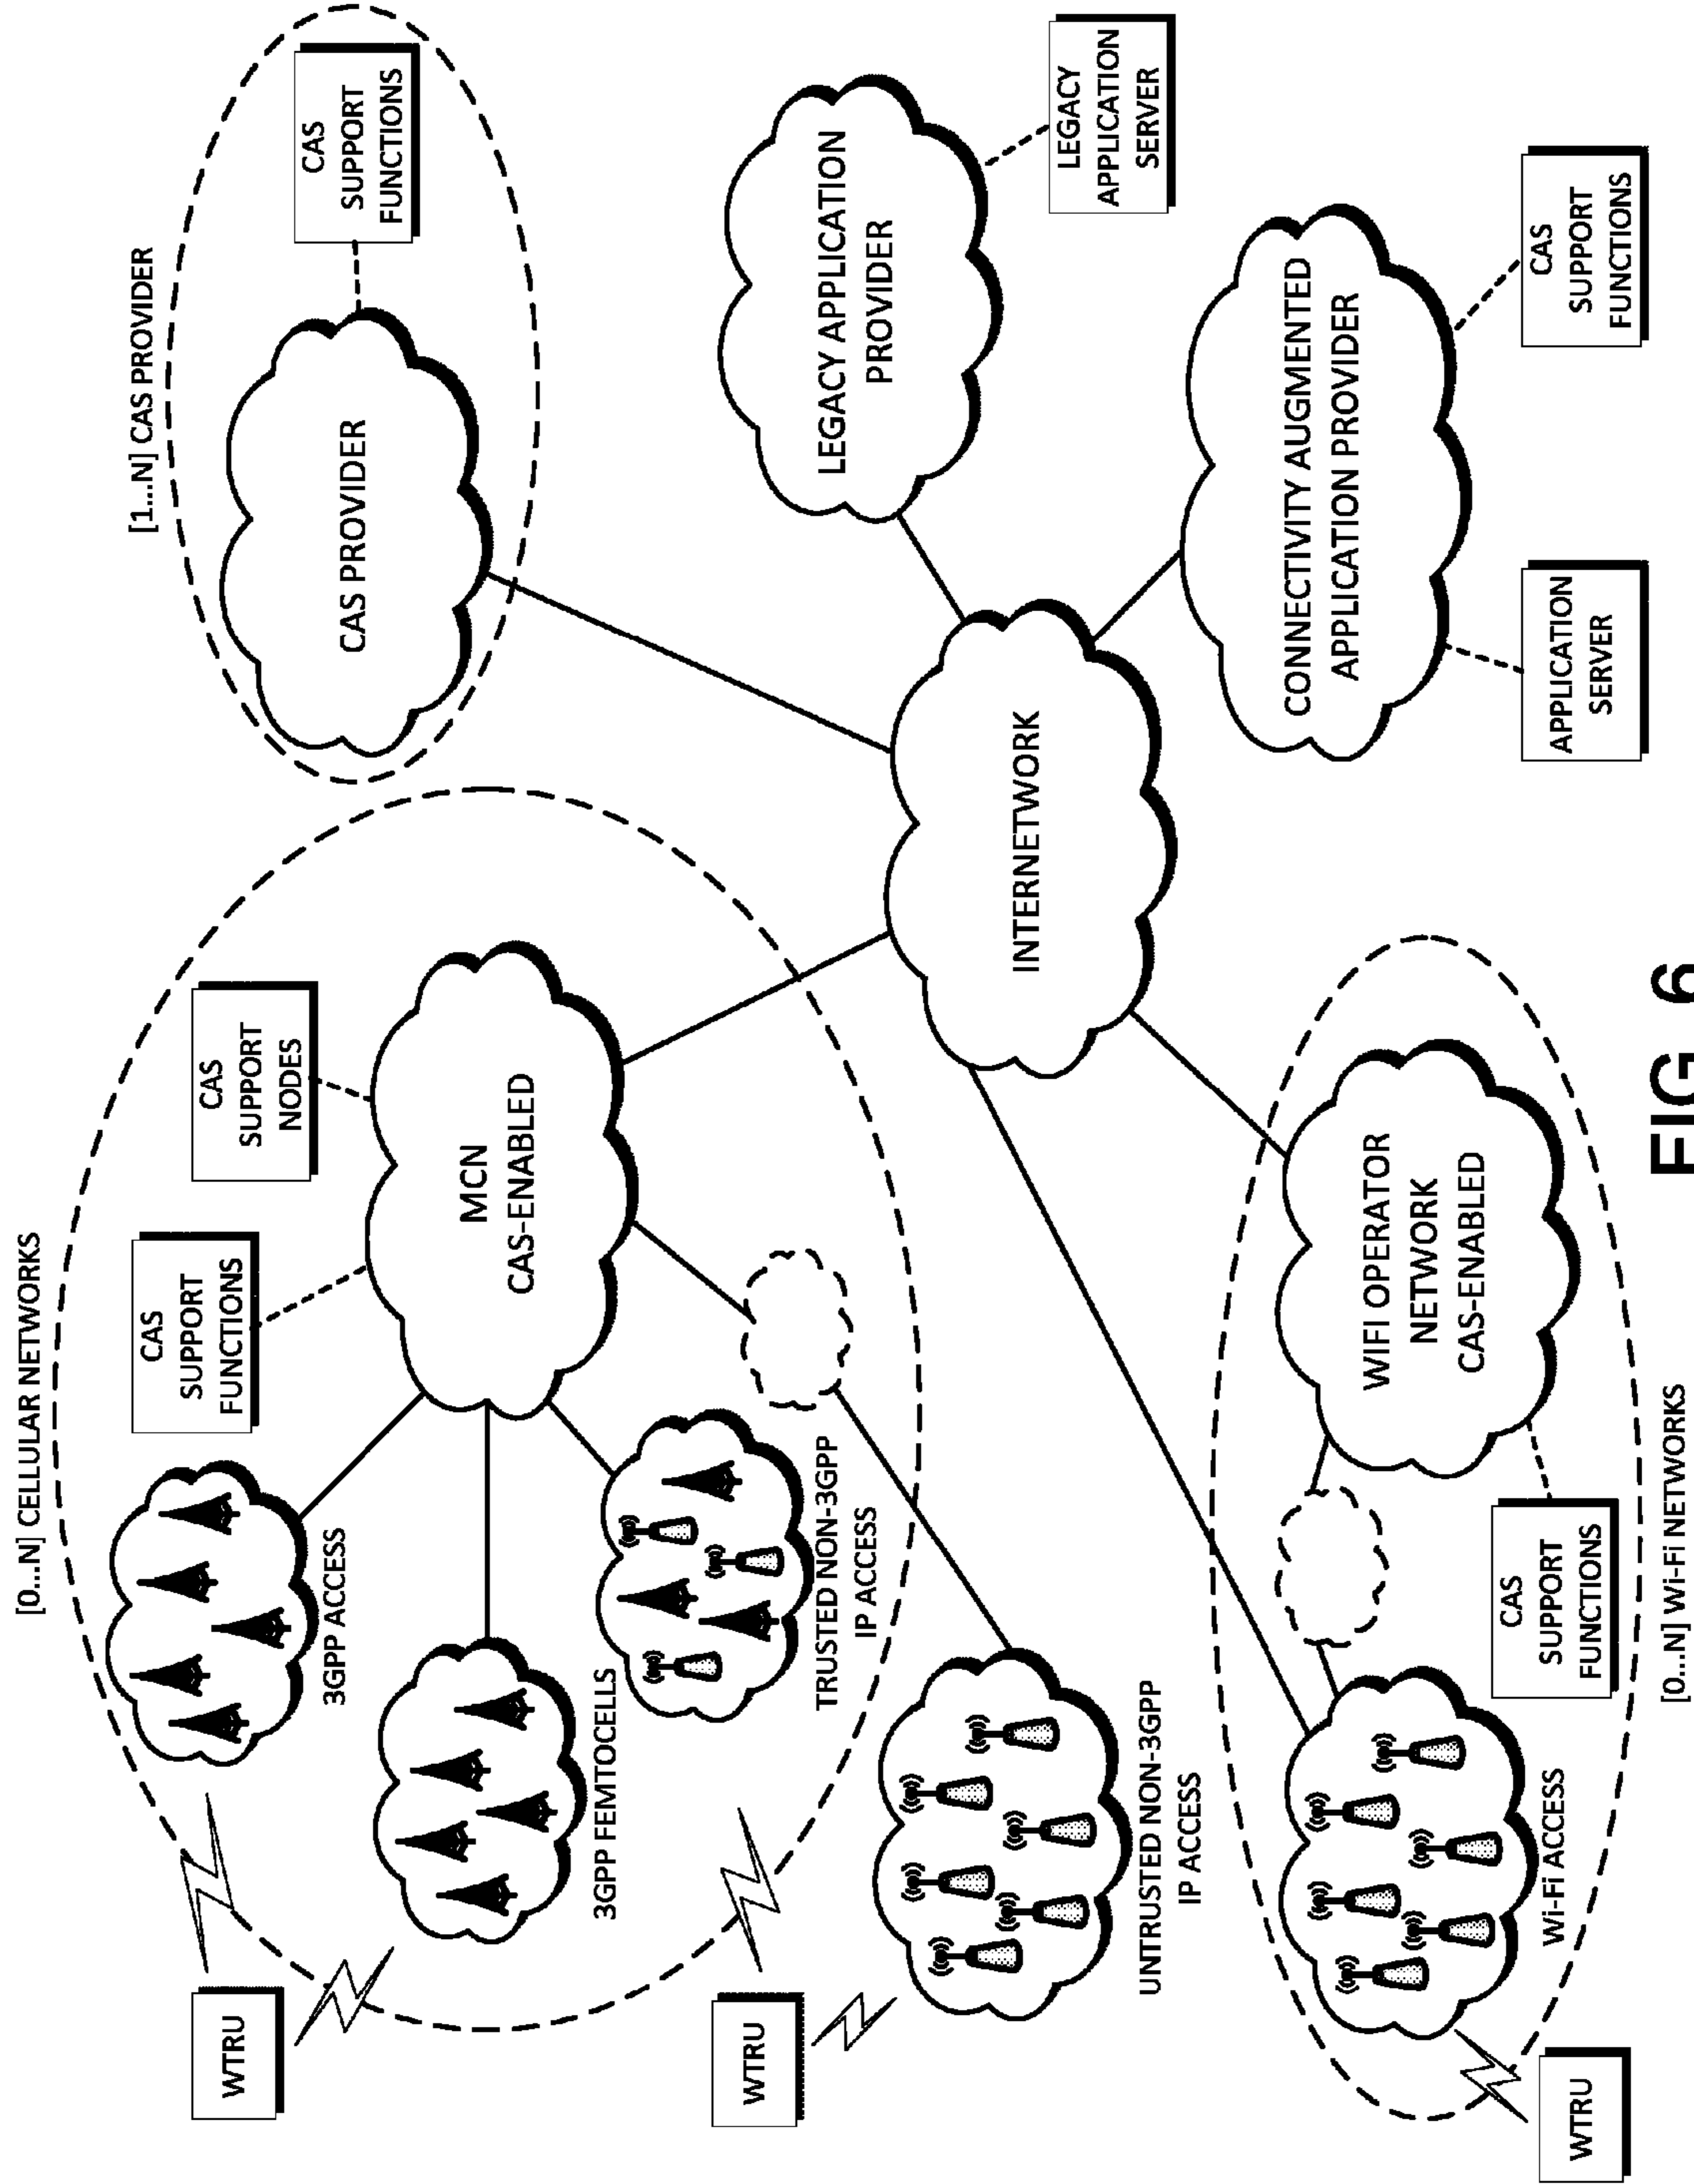 [0...N] CELLULAR NETWORKS
[1...N] CAS PROVIDER
CAS
SUPPORT
FUNCTIONS
CAS
SUPPORT
NODES
CAS
SUPPORT
FUNCTIONS
WTRU
3GPP ACCESS
MCN
CAS-ENABLED
CAS PROVIDER
3GPP FEMTOCELLS
TRUSTED NON-3GPP
IP ACCESS
WTRU
LEGACY APPLICATION
PROVIDER
LEGACY
APPLICATION
SERVER
INTERNETWORK
UNTRUSTED NON-3GPP
IP ACCESS
CONNECTIVITY AUGMENTED
APPLICATION PROVIDER
WIFI OPERATOR
NETWORK
CAS-ENABLED
APPLICATION
SERVER
CAS
SUPPORT
FUNCTIONS
Wi-Fi ACCESS
CAS
SUPPORT
FUNCTIONS
WTRU
[0...N] Wi-Fi NETWORKS
FIG. 6